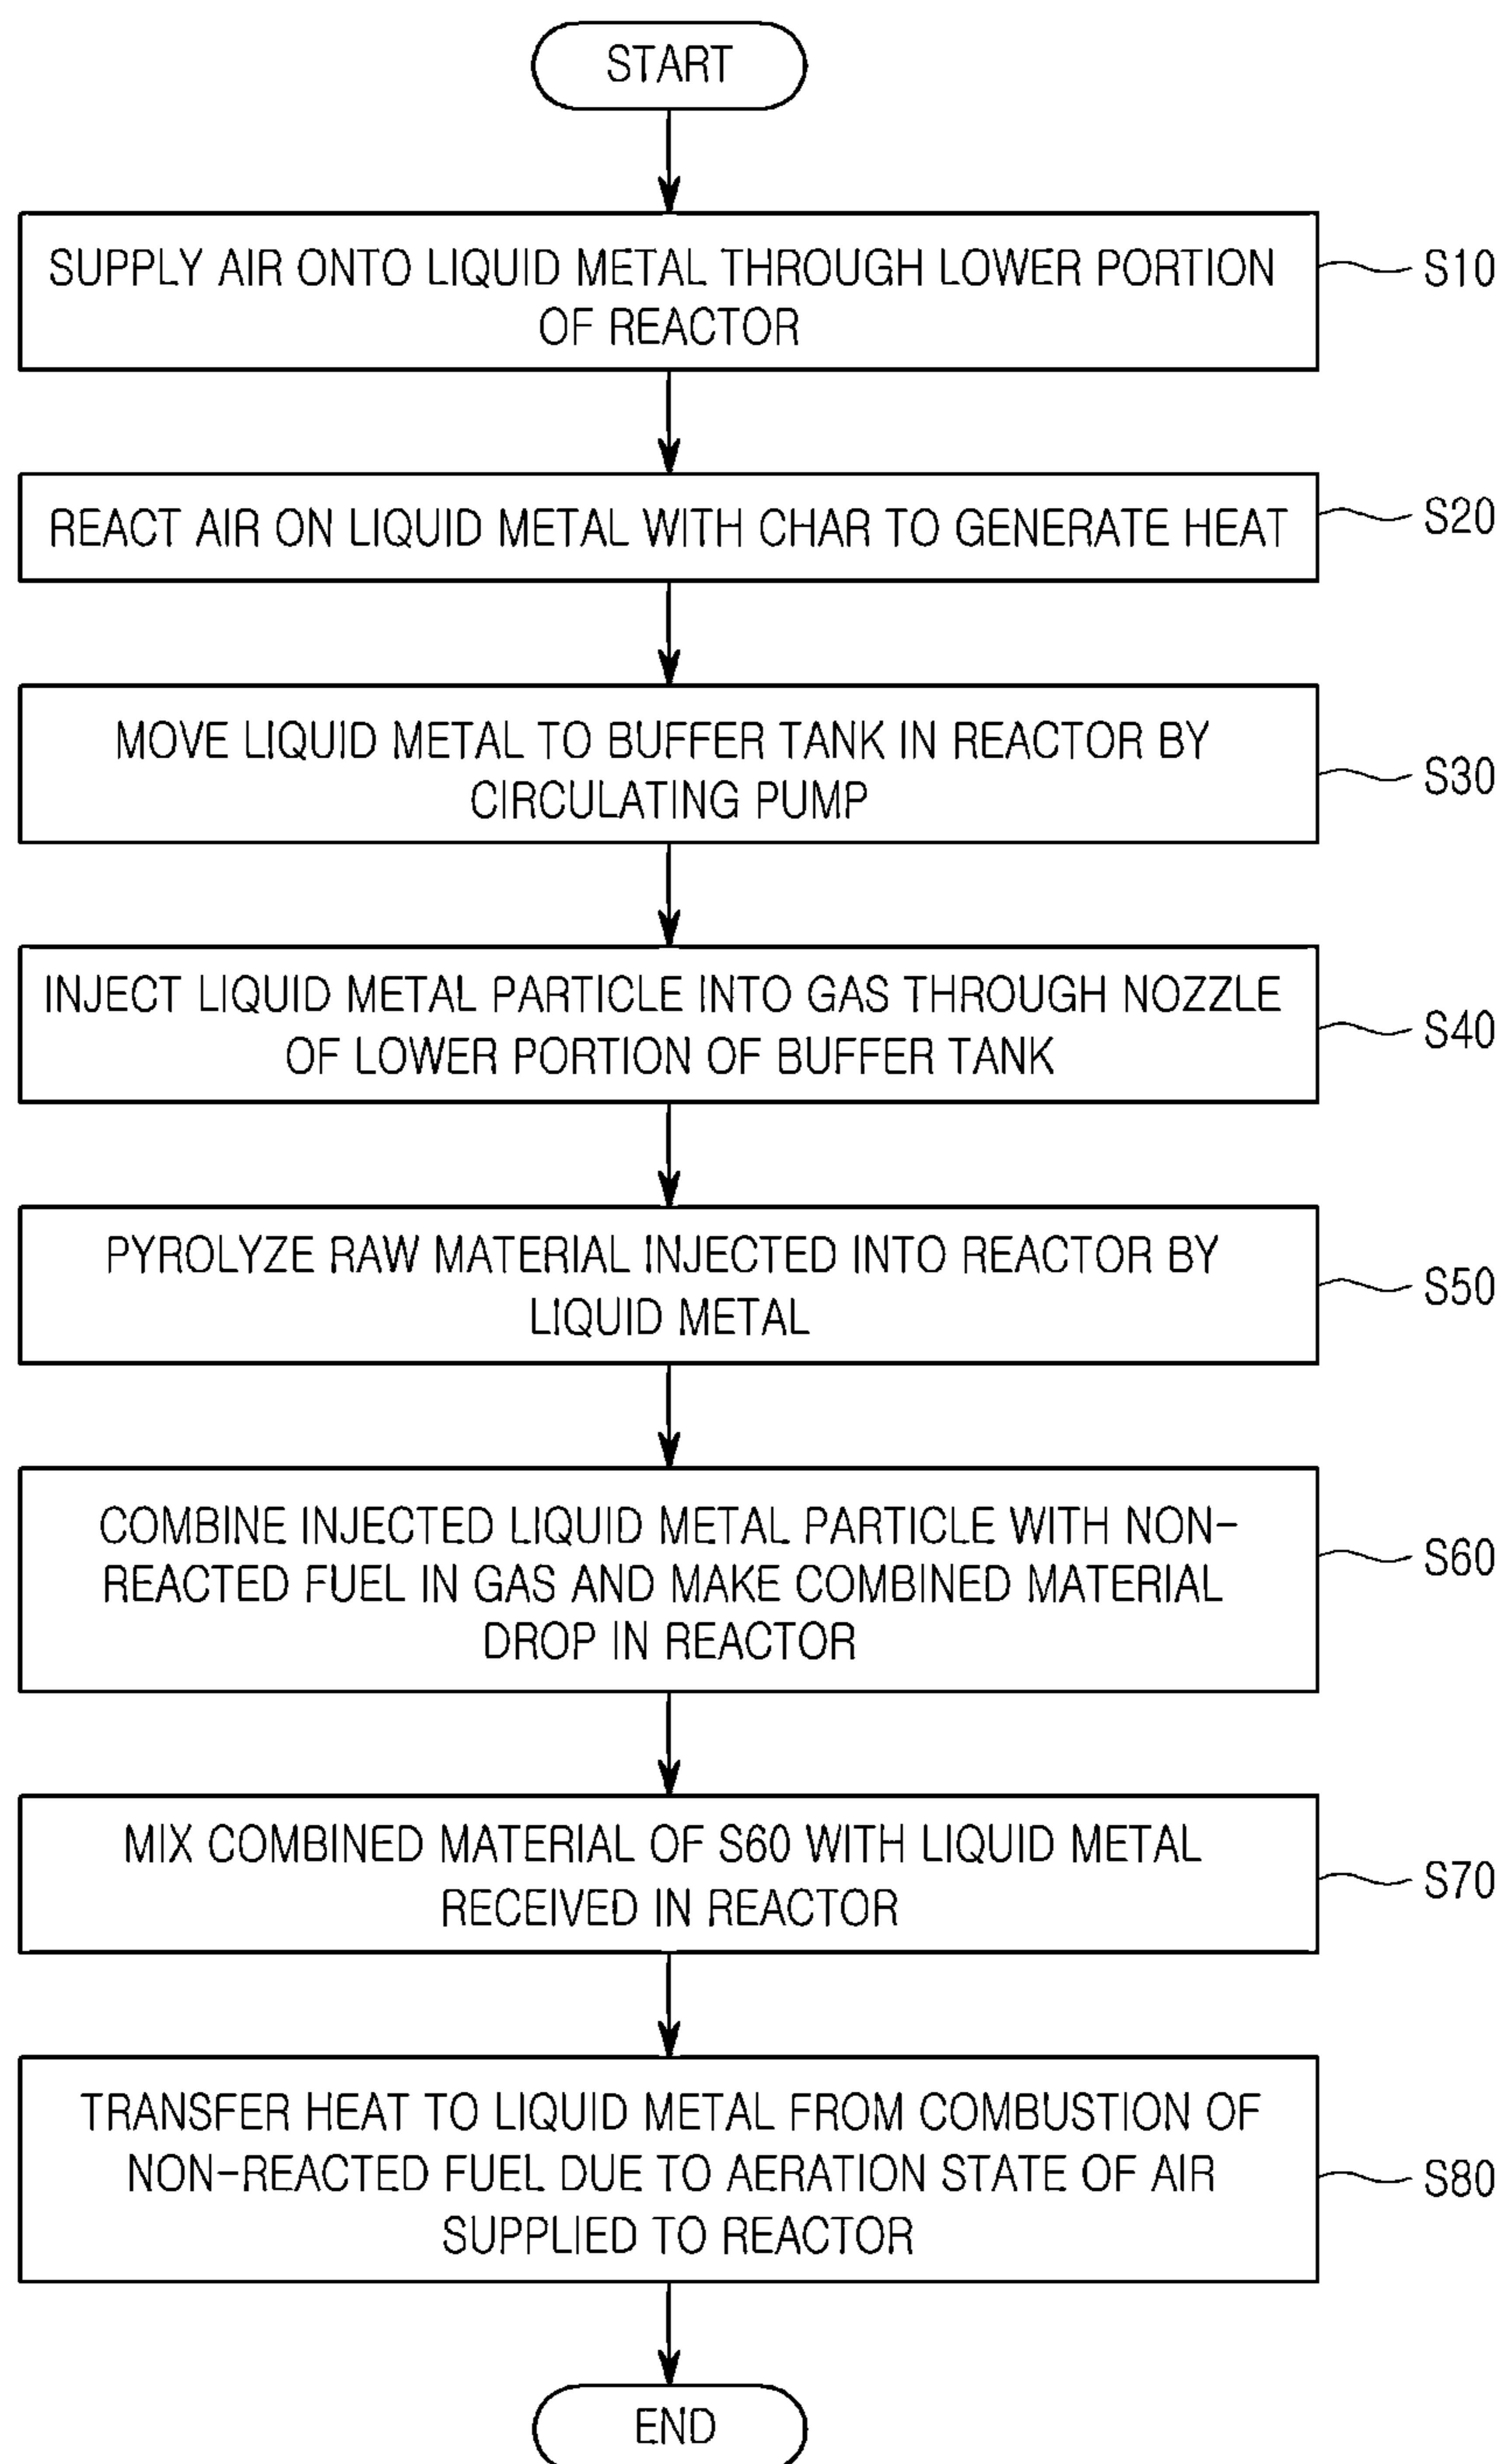 START
SUPPLY AIR ONTO LIQUID METAL THROUGH LOWER PORTION
OF REACTOR
S10
REACT AIR ON LIQUID METAL WITH CHAR TO GENERATE HEAT
S20
MOVE LIQUID METAL TO BUFFER TANK IN REACTOR BY
CIRCULATING PUMP
S30
INJECT LIQUID METAL PARTICLE INTO GAS THROUGH NOZZLE
OF LOWER PORTION OF BUFFER TANK
S40
PYROLYZE RAW MATERIAL INJECTED INTO REACTOR BY
LIQUID METAL
S50
COMBINE INJECTED LIQUID METAL PARTICLE WITH NON-
REACTED FUEL IN GAS AND MAKE COMBINED MATERIAL
DROP IN REACTOR
S60
MIX COMBINED MATERIAL OF S60 WITH LIQUID METAL
RECEIVED IN REACTOR
S70
TRANSFER HEAT TO LIQUID METAL FROM COMBUSTION OF
NON-REACTED FUEL DUE TO AERATION STATE OF AIR
SUPPLIED TO REACTOR
S80
END